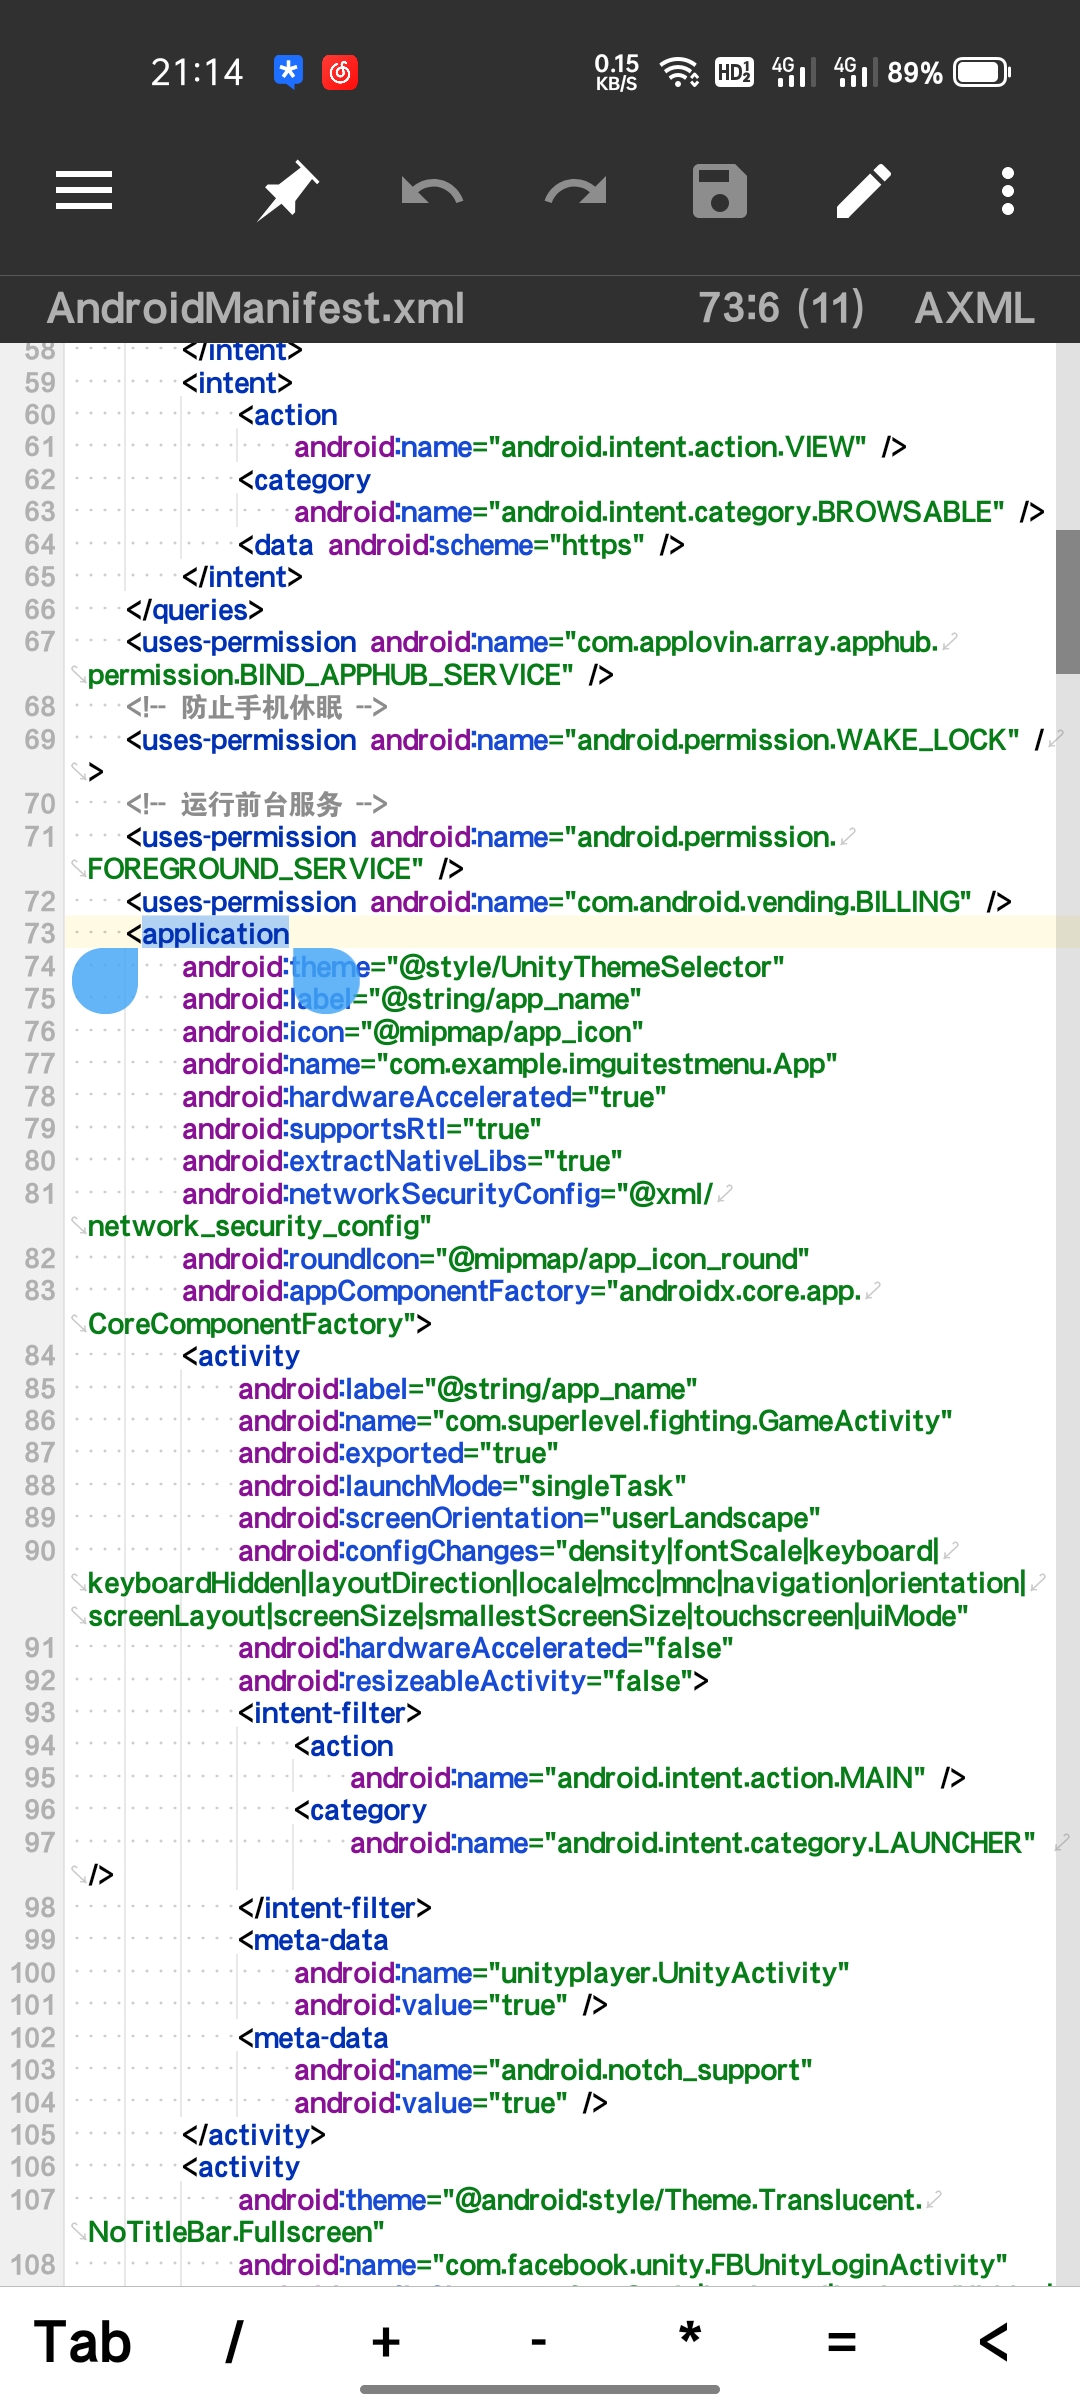 21:14 0.15 KB/S HD 1 2 4G 4G 89%
AndroidManifest.xml 73:6 (11) AXML
58 </intent>
59 <intent>
60 <action
61 android:name="android.intent.action.VIEW" />
62 <category
63 android:name="android.intent.category.BROWSABLE" />
64 <data android:scheme="https" />
65 </intent>
66 </queries>
67 <uses-permission android:name="com.applovin.array.apphub.
permission.BIND_APPHUB_SERVICE" />
68 <!-- 防止手机休眠 -->
69 <uses-permission android:name="android.permission.WAKE_LOCK" /
>
70 <!-- 运行前台服务 -->
71 <uses-permission android:name="android.permission.
FOREGROUND_SERVICE" />
72 <uses-permission android:name="com.android.vending.BILLING" />
73 <application
74 android:theme="@style/UnityThemeSelector"
75 android:label="@string/app_name"
76 android:icon="@mipmap/app_icon"
77 android:name="com.example.imguitestmenu.App"
78 android:hardwareAccelerated="true"
79 android:supportsRtl="true"
80 android:extractNativeLibs="true"
81 android:networkSecurityConfig="@xml/
network_security_config"
82 android:roundIcon="@mipmap/app_icon_round"
83 android:appComponentFactory="androidx.core.app.
CoreComponentFactory">
84 <activity
85 android:label="@string/app_name"
86 android:name="com.superlevel.fighting.GameActivity"
87 android:exported="true"
88 android:launchMode="singleTask"
89 android:screenOrientation="userLandscape"
90 android:configChanges="density|fontScale|keyboard|
keyboardHidden|layoutDirection|locale|mcc|mnc|navigation|orientation|
screenLayout|screenSize|smallestScreenSize|touchscreen|uiMode"
91 android:hardwareAccelerated="false"
92 android:resizeableActivity="false">
93 <intent-filter>
94 <action
95 android:name="android.intent.action.MAIN" />
96 <category
97 android:name="android.intent.category.LAUNCHER"
/>
98 </intent-filter>
99 <meta-data
100 android:name="unityplayer.UnityActivity"
101 android:value="true" />
102 <meta-data
103 android:name="android.notch_support"
104 android:value="true" />
105 </activity>
106 <activity
107 android:theme="@android:style/Theme.Translucent.
NoTitleBar.Fullscreen"
108 android:name="com.facebook.unity.FBUnityLoginActivity"
Tab / + - * = <